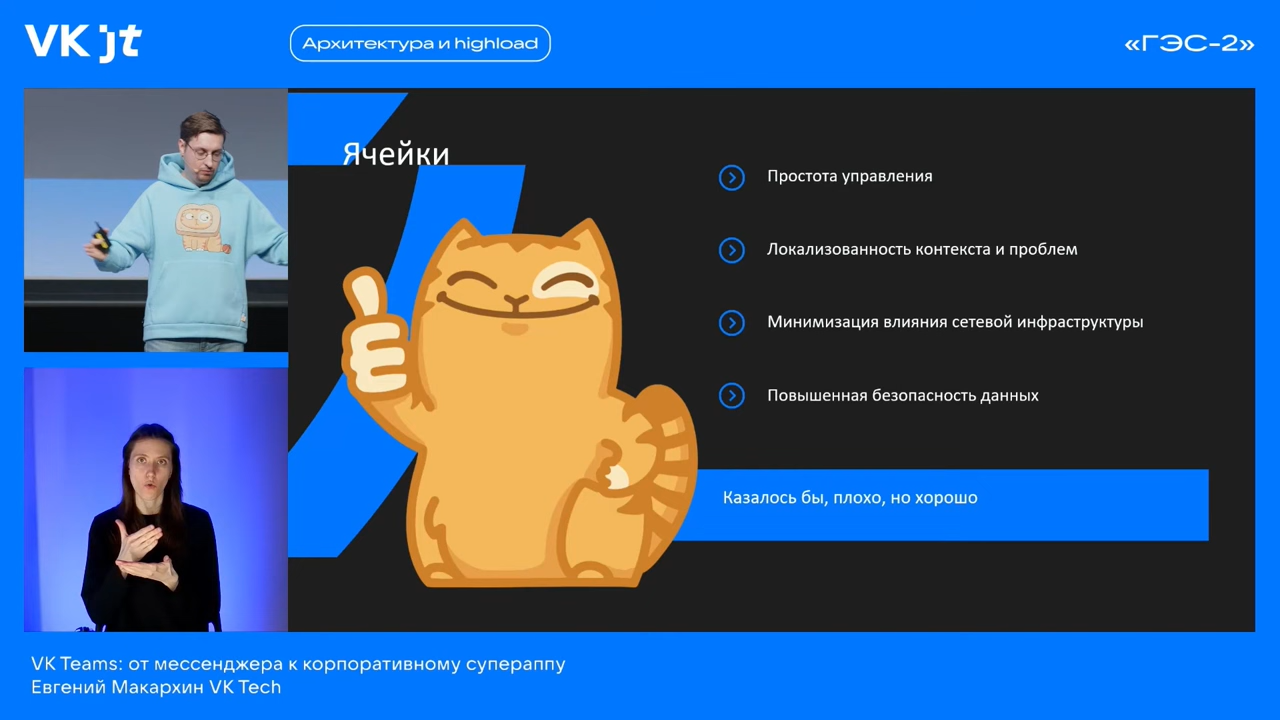 VK jt
Архитектура и highload
«ГЭС-2»
Ячейки
Простота управления
Локализованность контекста и проблем
Минимизация влияния сетевой инфраструктуры
Повышенная безопасность данных
Казалось бы, плохо, но хорошо
VK Teams: от мессенджера к корпоративному супераппу
Евгений Макархин VK Tech